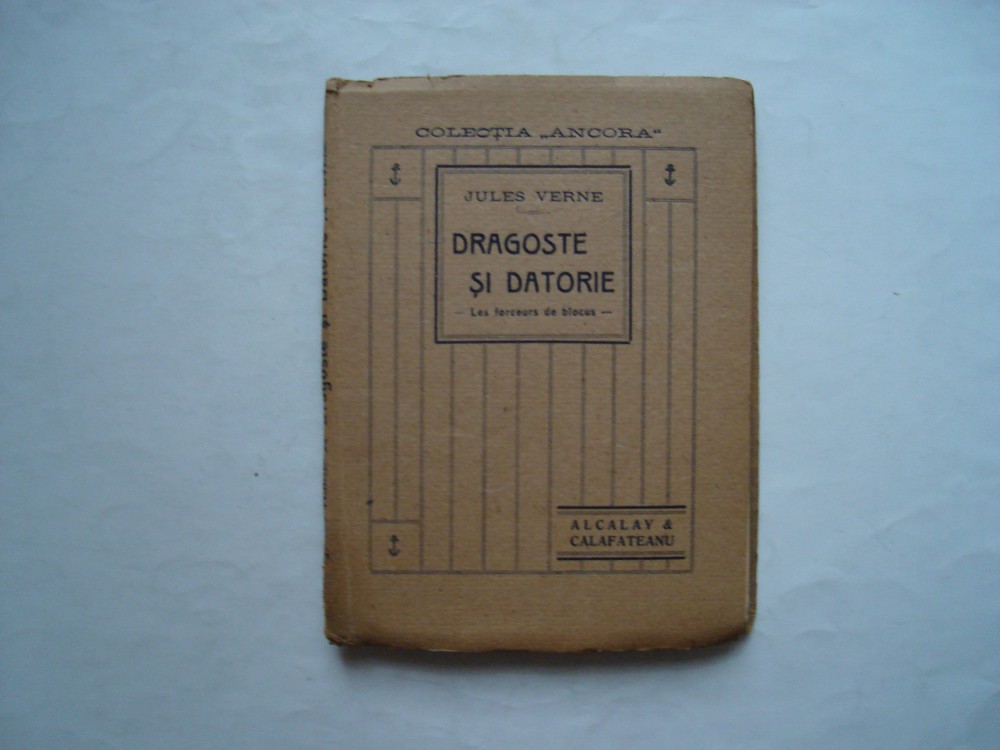 COLECȚIA „ANCORA“
JULES VERNE
DRAGOSTE
ȘI DATORIE
— Les forceurs de blocus —
ALCALAY &
CALAFATEANU